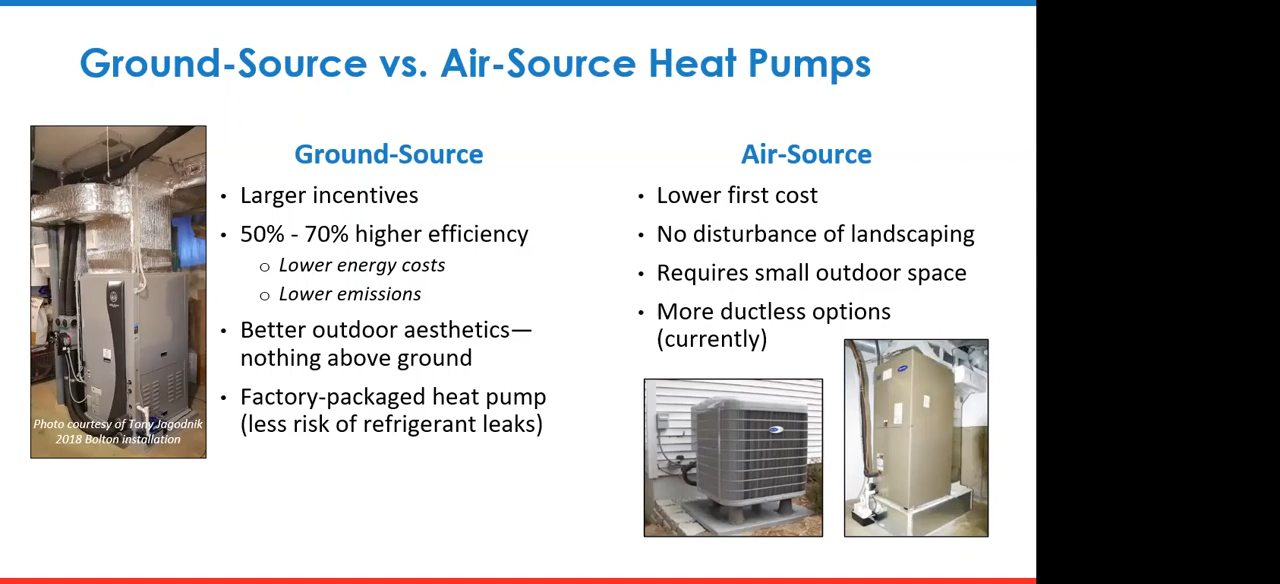 Ground-Source vs. Air-Source Heat Pumps
Ground-Source
• Larger incentives
• 50% - 70% higher efficiency
o Lower energy costs
o Lower emissions
• Better outdoor aesthetics—
nothing above ground
• Factory-packaged heat pump
(less risk of refrigerant leaks)
Photo courtesy of Tony Jagodnik
2018 Bolton installation
Air-Source
• Lower first cost
• No disturbance of landscaping
• Requires small outdoor space
• More ductless options
(currently)